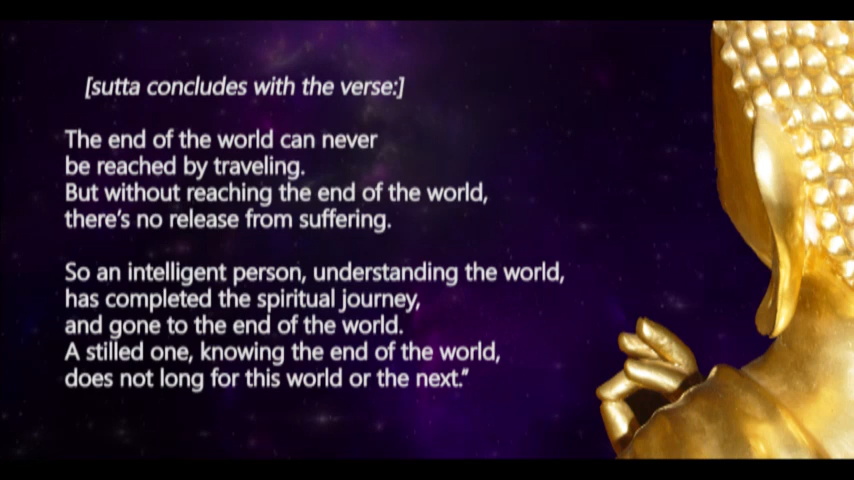 [sutta concludes with the verse:]
The end of the world can never
be reached by traveling.
But without reaching the end of the world,
there's no release from suffering.
So an intelligent person, understanding the world,
has completed the spiritual journey,
and gone to the end of the world.
A stilled one, knowing the end of the world,
does not long for this world or the next."